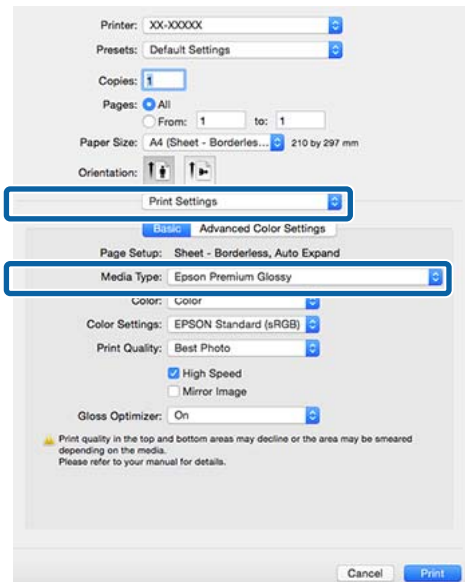 Printer: XX-XXXXX
Presets: Default Settings
Copies: 1
Pages: All
From: 1 to: 1
Paper Size: A4 (Sheet - Borderles... 210 by 297 mm
Orientation:
Print Settings
Basic Advanced Color Settings
Page Setup: Sheet - Borderless, Auto Expand
Media Type: Epson Premium Glossy
Color: Color
Color Settings: EPSON Standard (sRGB)
Print Quality: Best Photo
High Speed
Mirror Image
Gloss Optimizer: On
Print quality in the top and bottom areas may decline or the area may be smeared
depending on the media.
Please refer to your manual for details.
Cancel Print